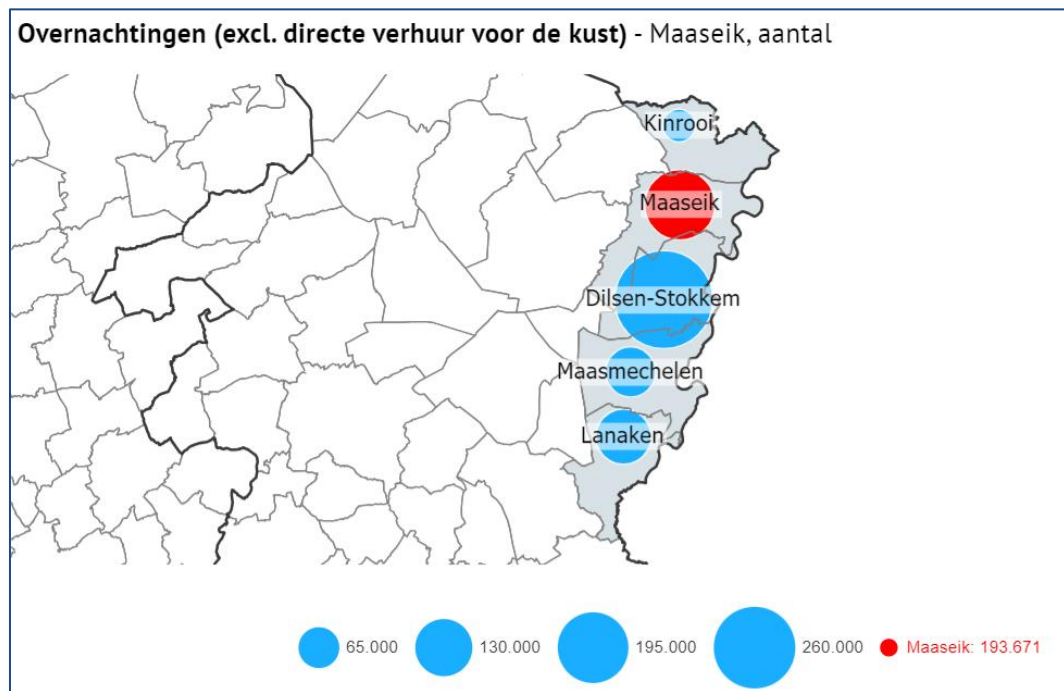 Overnachtingen (excl. directe verhuur voor de kust) - Maaseik, aantal
Kinrooi
Maaseik
Dilsen-Stokkem
Maasmechelen
Lanaken
65.000
130.000
195.000
260.000
Maaseik: 193.671